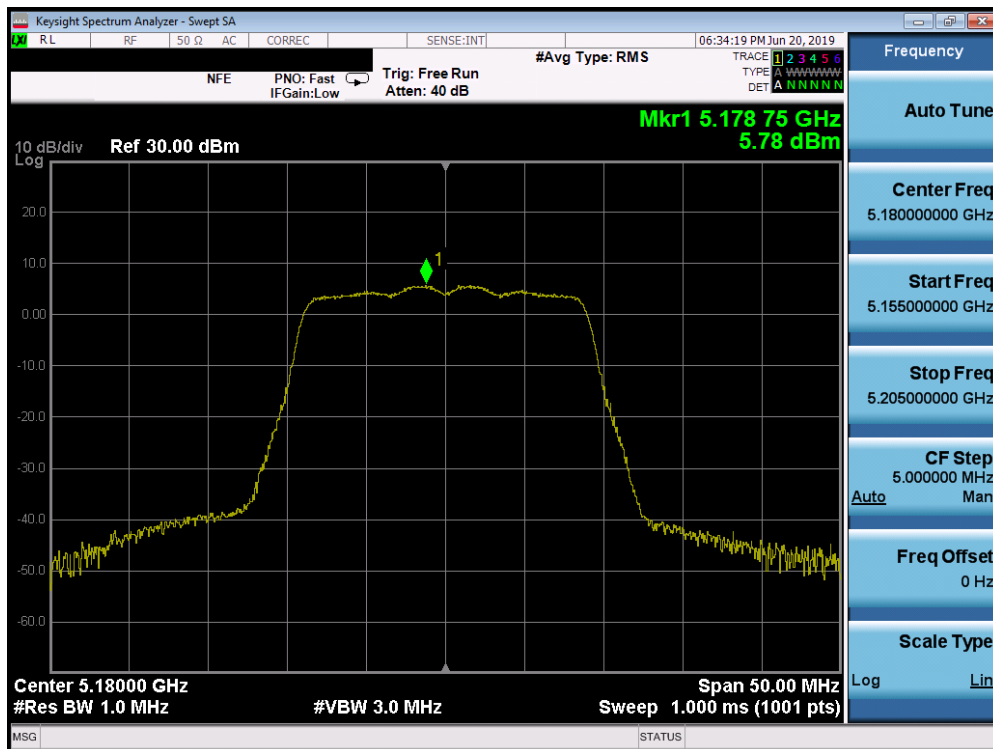 Keysight Spectrum Analyzer - Swept SA
LXI RL RF 50 Ω AC CORREC SENSE:INT 06:34:19 PM Jun 20, 2019
NFE PNO: Fast Trig: Free Run #Avg Type: RMS TRACE 1 2 3 4 5 6
IFGain:Low Atten: 40 dB TYPE A WWWWW
DET A N N N N N
Mkr1 5.178 75 GHz
5.78 dBm
10 dB/div Ref 30.00 dBm
Log
1
20.0
10.0
0.00
-10.0
-20.0
-30.0
-40.0
-50.0
-60.0
Center 5.18000 GHz Span 50.00 MHz
#Res BW 1.0 MHz #VBW 3.0 MHz Sweep 1.000 ms (1001 pts)
MSG STATUS
Frequency
Auto Tune
Center Freq
5.180000000 GHz
Start Freq
5.155000000 GHz
Stop Freq
5.205000000 GHz
CF Step
5.000000 MHz
Auto Man
Freq Offset
0 Hz
Scale Type
Log Lin